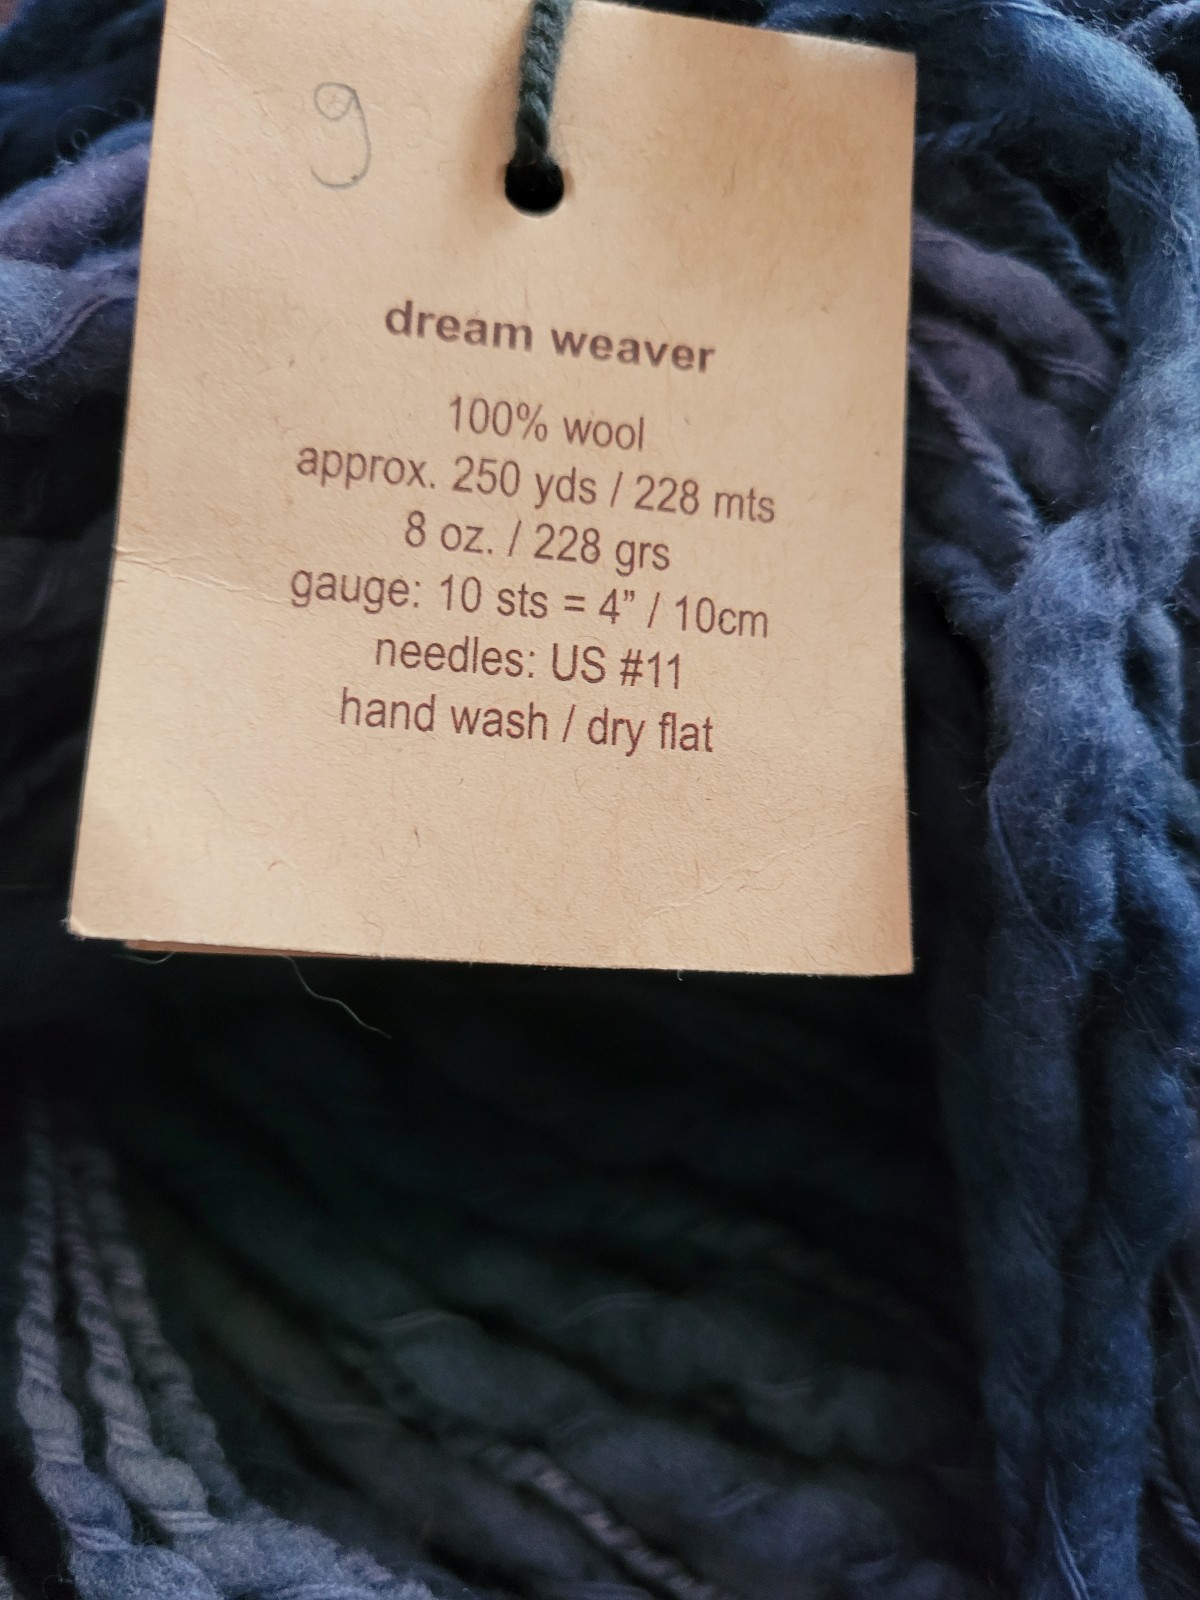 9
dream weaver
100% wool
approx. 250 yds / 228 mts
8 oz. / 228 grs
gauge: 10 sts = 4” / 10cm
needles: US #11
hand wash / dry flat